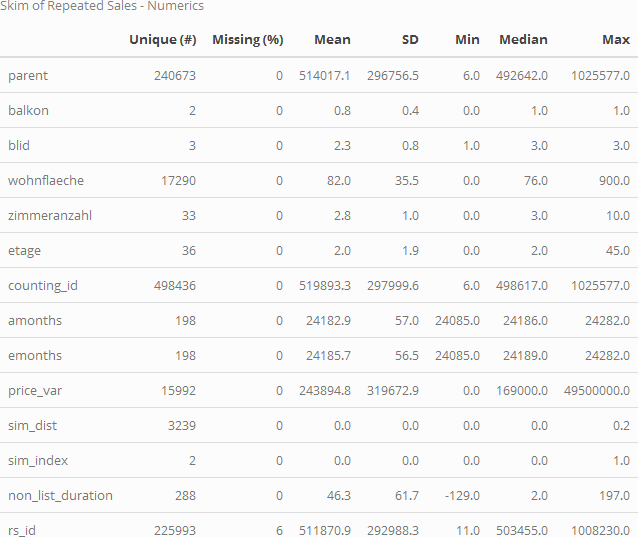 Skim of Repeated Sales - Numerics
Unique (#) Missing (%) Mean SD Min Median Max
parent 240673 0 514017.1 296756.5 6.0 492642.0 1025577.0
balkon 2 0 0.8 0.4 0.0 1.0 1.0
blid 3 0 2.3 0.8 1.0 3.0 3.0
wohnflaeche 17290 0 82.0 35.5 0.0 76.0 900.0
zimmeranzahl 33 0 2.8 1.0 0.0 3.0 10.0
etage 36 0 2.0 1.9 0.0 2.0 45.0
counting_id 498436 0 519893.3 297999.6 6.0 498617.0 1025577.0
amonths 198 0 24182.9 57.0 24085.0 24186.0 24282.0
emonths 198 0 24185.7 56.5 24085.0 24189.0 24282.0
price_var 15992 0 243894.8 319672.9 0.0 169000.0 49500000.0
sim_dist 3239 0 0.0 0.0 0.0 0.0 0.2
sim_index 2 0 0.0 0.0 0.0 0.0 1.0
non_list_duration 288 0 46.3 61.7 -129.0 2.0 197.0
rs_id 225993 6 511870.9 292988.3 11.0 503455.0 1008230.0